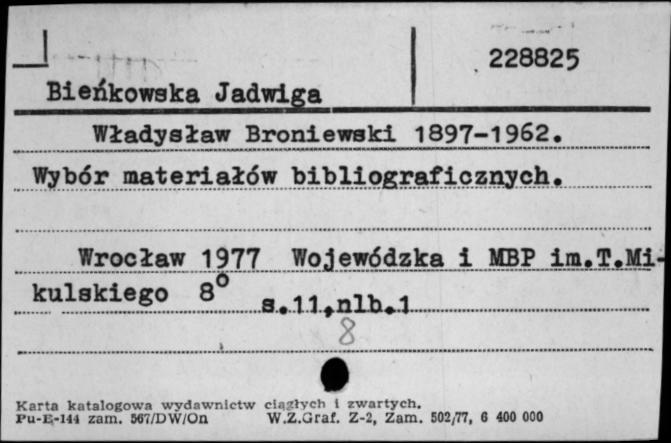 228825
Bieńkowska Jadwiga
Władysław Broniewski 1897-1962.
Wybór materiałów bibliograficznych.
Wrocław 1977 Wojewódzka i MBP im.T.Mi-
kulskiego 8° s.11,nlb.1
8
Karta katalogowa wydawnictw ciągłych i zwartych.
Pu-E-144 zam. 567/DW/On W.Z.Graf. Z-2, Zam. 502/77, 6 400 000